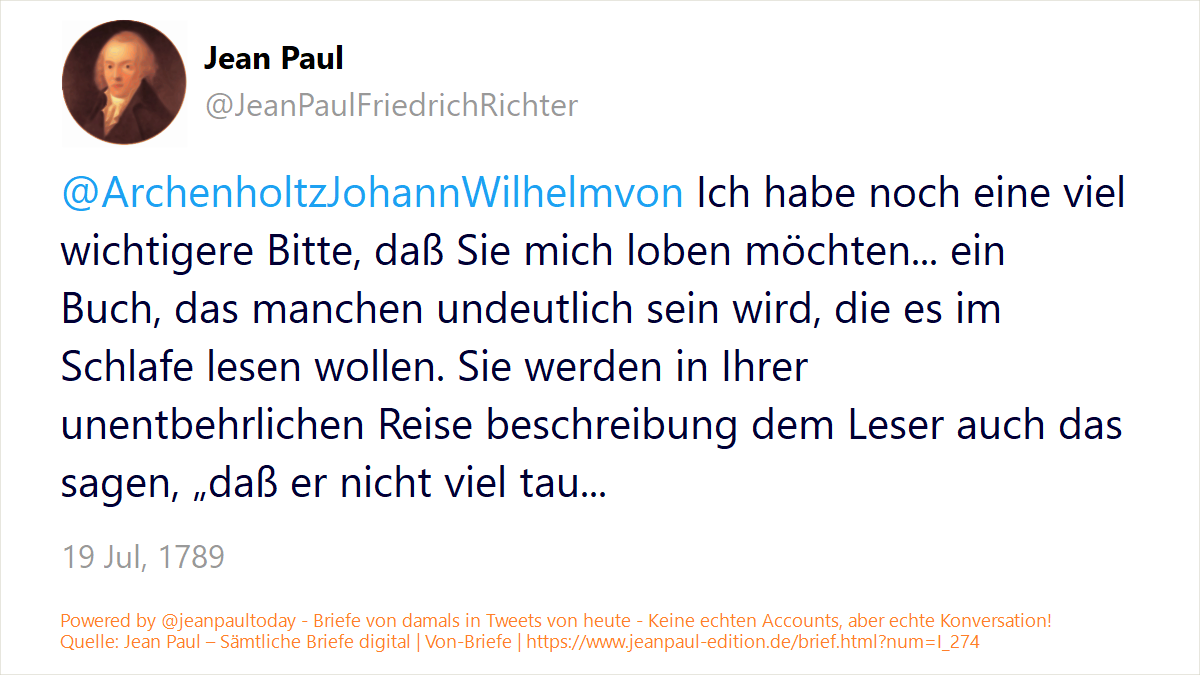 Jean Paul
@JeanPaulFriedrichRichter
@ArchenholtzJohannWilhelmvon Ich habe noch eine viel
wichtigere Bitte, daß Sie mich loben möchten... ein
Buch, das manchen undeutlich sein wird, die es im
Schlafe lesen wollen. Sie werden in Ihrer
unentbehrlichen Reise beschreibung dem Leser auch das
sagen, „daß er nicht viel tau...
19 Jul, 1789
Powered by @jeanpaultoday - Briefe von damals in Tweets von heute - Keine echten Accounts, aber echte Konversation!
Quelle: Jean Paul – Sämtliche Briefe digital | Von-Briefe | https://www.jeanpaul-edition.de/brief.html?num=I_274